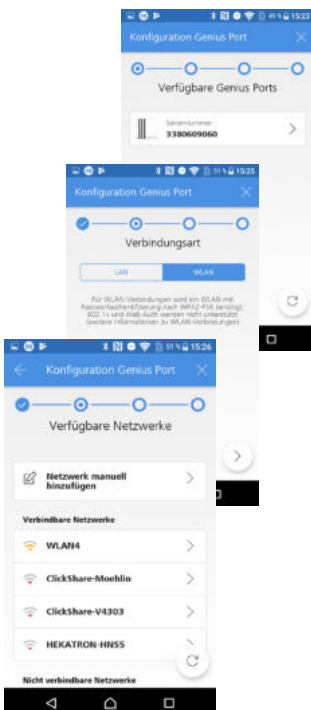 15:23
Konfiguration Genius Port
Verfügbare Genius Ports
Seriennummer
3380609060
51 % 15:25
Konfiguration Genius Port
Verbindungsart
LAN
WLAN
Für WLAN-Verbindungen wird ein WLAN mit
Passwortauthentifizierung nach WPA2-PSK benötigt.
802.1x und Web-Auth werden nicht unterstützt
(weitere Informationen zu WLAN-Verbindungen)
51 % 15:26
Konfiguration Genius Port
Verfügbare Netzwerke
Netzwerk manuell
hinzufügen
Verbindbare Netzwerke
WLAN4
ClickShare-Moehlin
ClickShare-V4303
HEKATRON-HNSS
Nicht verbindbare Netzwerke